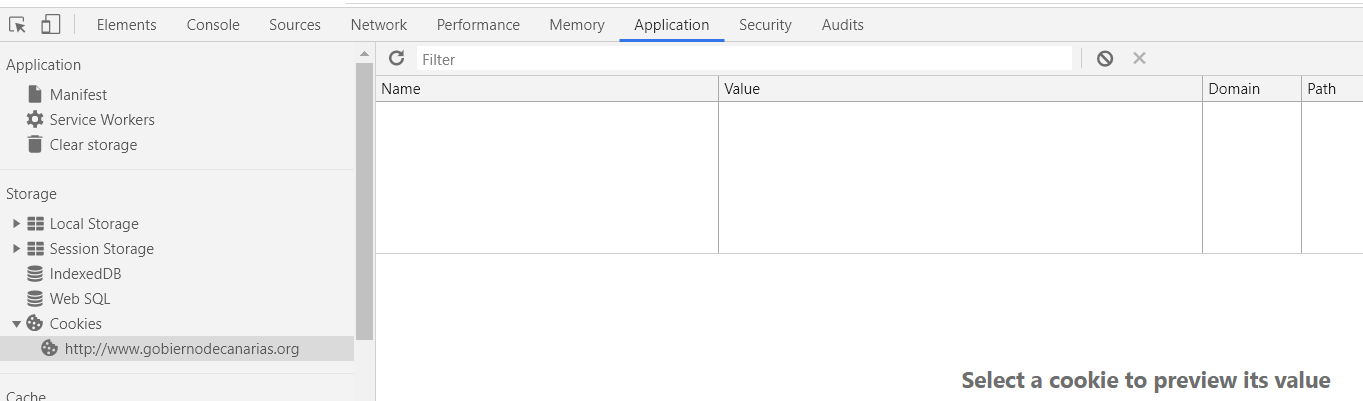 Elements Console Sources Network Performance Memory Application Security Audits
Application
Manifest
Service Workers
Clear storage
Storage
Local Storage
Session Storage
IndexedDB
Web SQL
Cookies
http://www.gobiernodecanarias.org
Cache
Filter
Name Value Domain Path
Select a cookie to preview its value